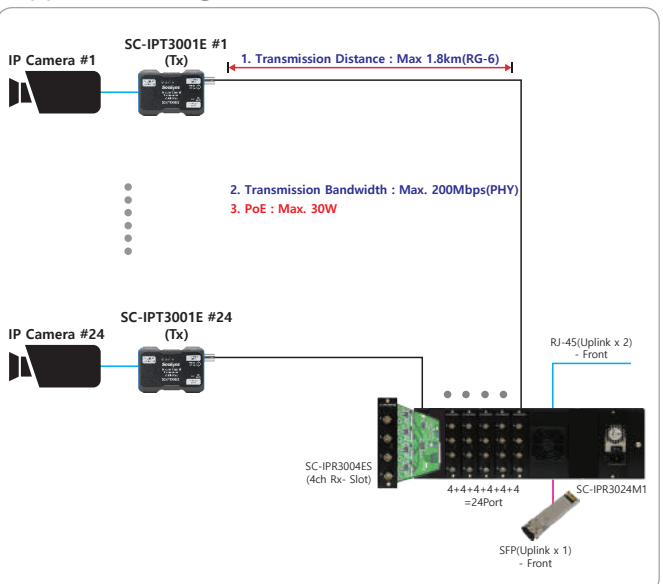 SC-IPT3001E #1
(Tx)
IP Camera #1
1. Transmission Distance : Max 1.8km(RG-6)
2. Transmission Bandwidth : Max. 200Mbps(PHY)
3. PoE : Max. 30W
SC-IPT3001E #24
(Tx)
IP Camera #24
RJ-45(Uplink x 2)
- Front
SC-IPR3004ES
(4ch Rx- Slot)
4+4+4+4+4+4
=24Port
SC-IPR3024M1
SFP(Uplink x 1)
- Front